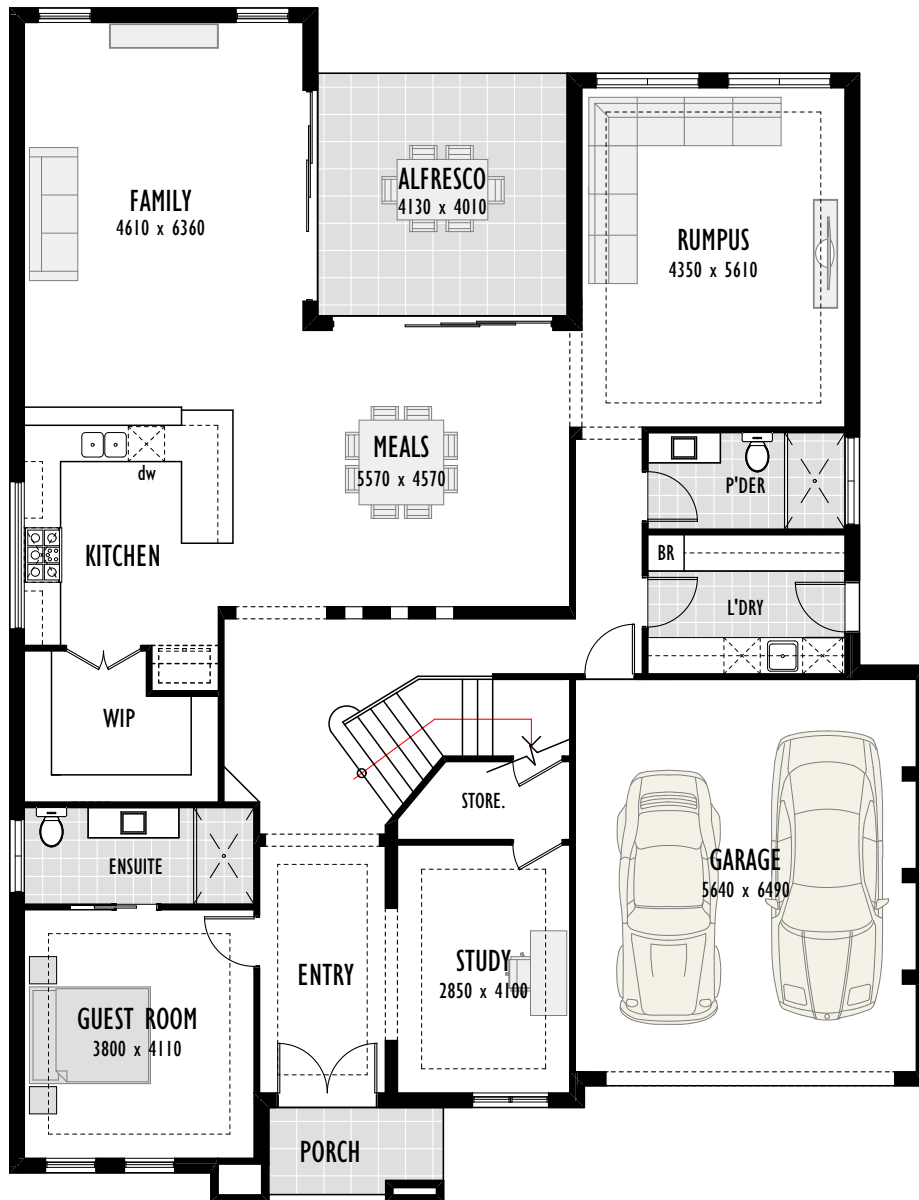 FAMILY
4610 x 6360
ALFRESCO
4130 x 4010
RUMPUS
4350 x 5610
MEALS
5570 x 4570
dw
KITCHEN
P'DER
BR
L'DRY
WIP
STORE.
ENSUITE
GARAGE
5640 x 6490
ENTRY
STUDY
2850 x 4100
GUEST ROOM
3800 x 4110
PORCH